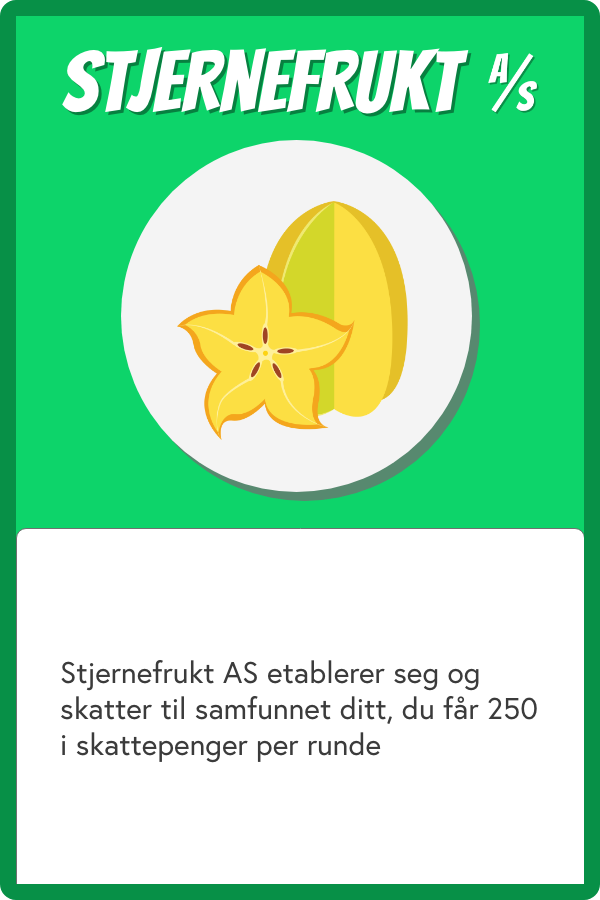 STJERNEFRUKT A/S
Stjernefrukt AS etablerer seg og
skatter til samfunnet ditt, du får 250
i skattepenger per runde